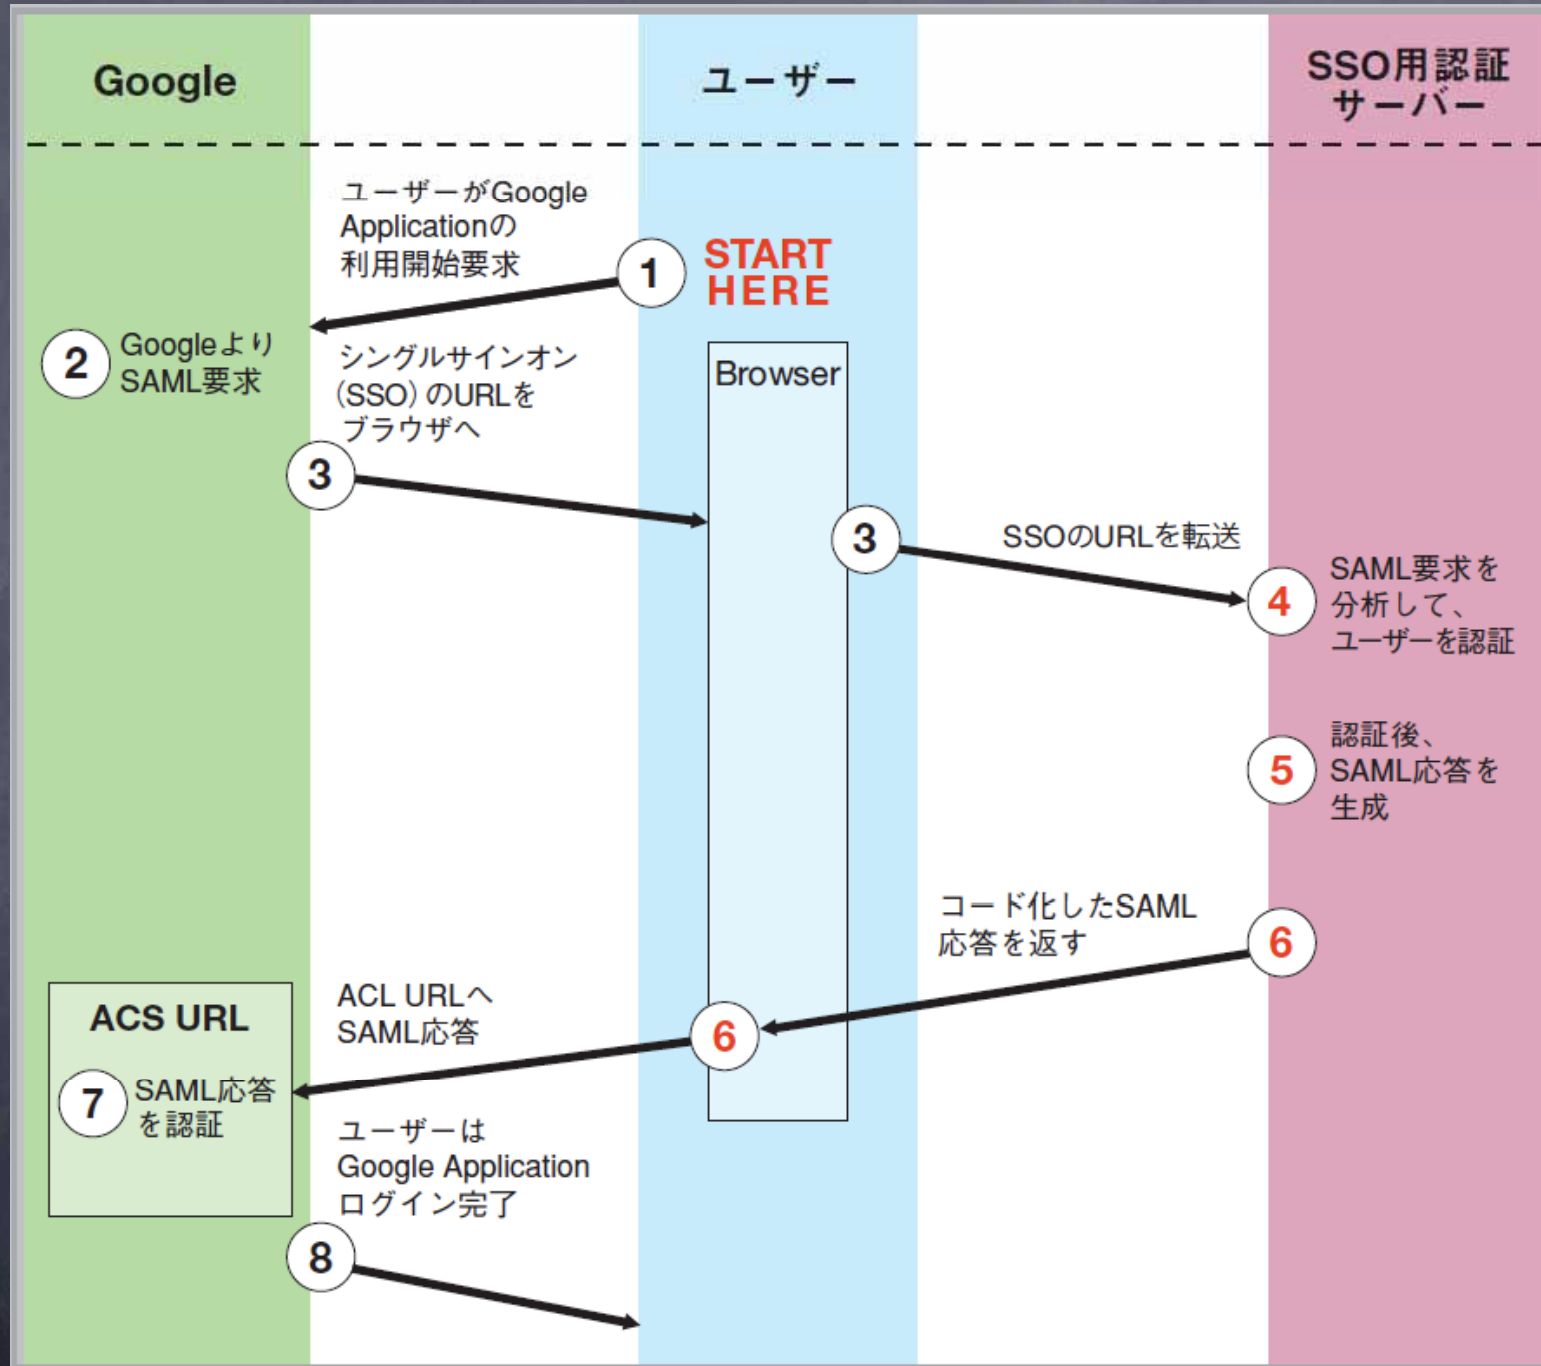 Google
ユーザー
SSO用認証
サーバー
ユーザーがGoogle
Applicationの
利用開始要求
1
START
HERE
2
Googleより
SAML要求
シングルサインオン
(SSO)のURLを
ブラウザへ
Browser
3
3
SSOのURLを転送
4
SAML要求を
分析して、
ユーザーを認証
5
認証後、
SAML応答を
生成
コード化したSAML
応答を返す
6
6
ACL URLへ
SAML応答
ACS URL
7
SAML応答
を認証
ユーザーは
Google Application
ログイン完了
8